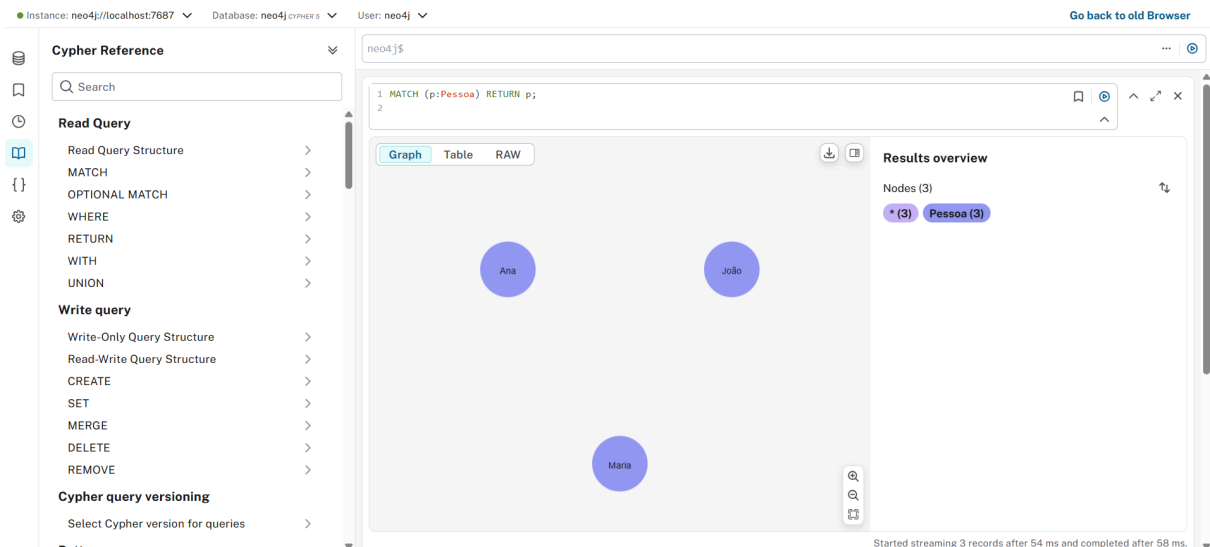 Instance: neo4j://localhost:7687 Database: neo4j CYPHER 5 User: neo4j Go back to old Browser
Cypher Reference
Search
Read Query
Read Query Structure
MATCH
OPTIONAL MATCH
WHERE
RETURN
WITH
UNION
Write query
Write-Only Query Structure
Read-Write Query Structure
CREATE
SET
MERGE
DELETE
REMOVE
Cypher query versioning
Select Cypher version for queries
neo4j$
1 MATCH (p:Pessoa) RETURN p;
2
Graph Table RAW
Ana
João
Maria
Results overview
Nodes (3)
* (3) Pessoa (3)
Started streaming 3 records after 54 ms and completed after 58 ms.